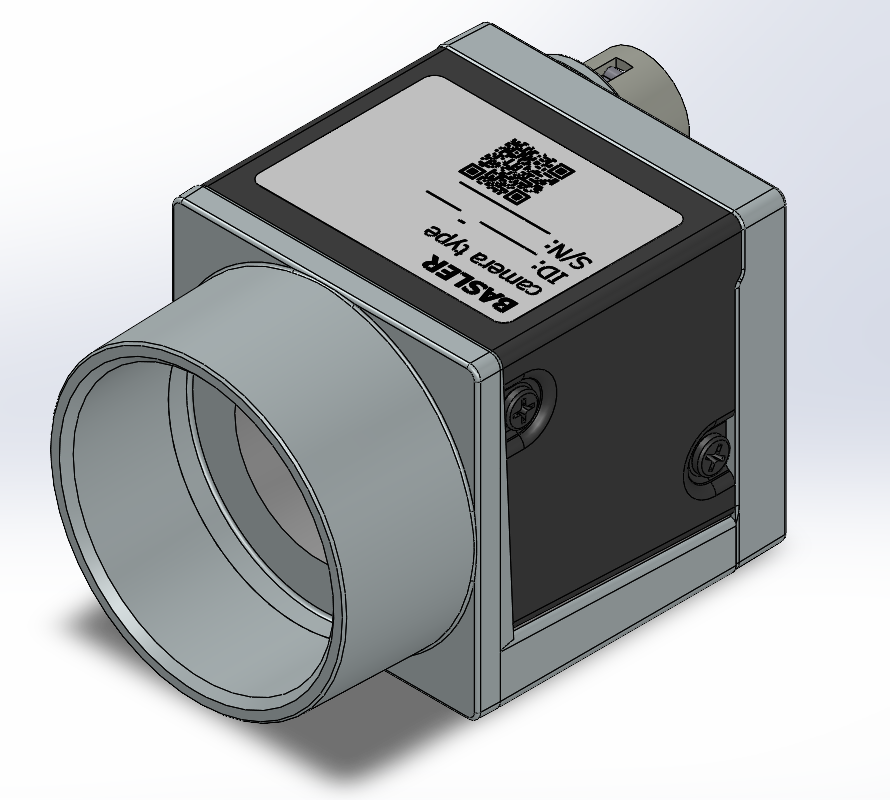 BASLER
camera type
ID:
S/N: